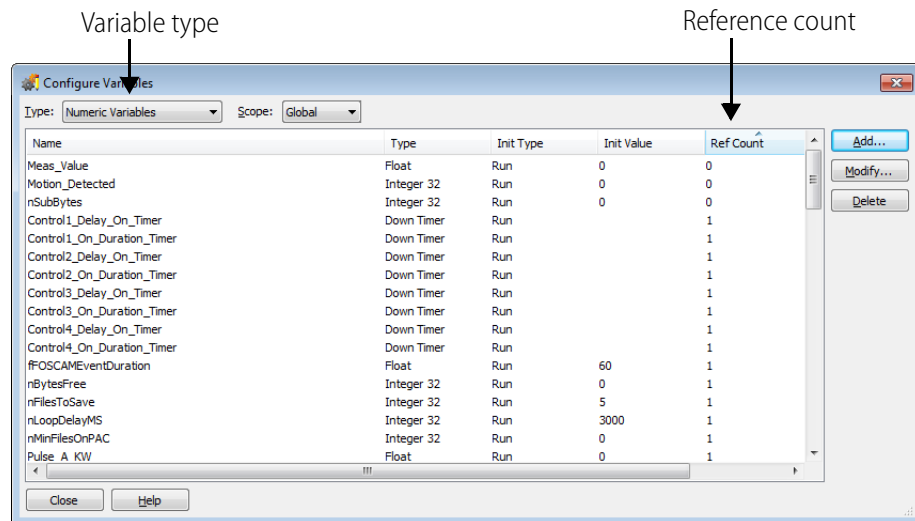 Variable type
Reference count
Configure Variables
Type: Numeric Variables Scope: Global
Name Type Init Type Init Value Ref Count
Add...
Meas_Value Float Run 0 0
Modify...
Motion_Detected Integer 32 Run 0 0
nSubBytes Integer 32 Run 0 0
Delete
Control1_Delay_On_Timer Down Timer Run 1
Control1_On_Duration_Timer Down Timer Run 1
Control2_Delay_On_Timer Down Timer Run 1
Control2_On_Duration_Timer Down Timer Run 1
Control3_Delay_On_Timer Down Timer Run 1
Control3_On_Duration_Timer Down Timer Run 1
Control4_Delay_On_Timer Down Timer Run 1
Control4_On_Duration_Timer Down Timer Run 1
fFOSCAMEventDuration Float Run 60 1
nBytesFree Integer 32 Run 0 1
nFilesToSave Integer 32 Run 5 1
nLoopDelayMS Integer 32 Run 3000 1
nMinFilesOnPAC Integer 32 Run 0 1
Pulse_A_KW Float Run 0 1
Close Help